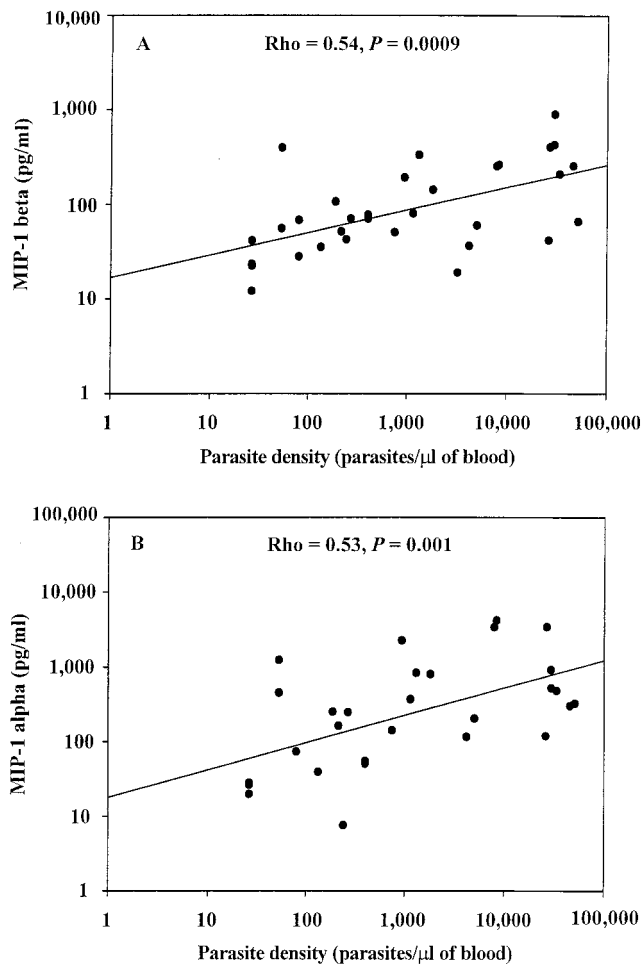 10,000
A
Rho = 0.54, P = 0.0009
1,000
100
10
1
MIP-1 beta (pg/ml)
1
10
100
1,000
10,000
100,000
Parasite density (parasites/µl of blood)
100,000
B
Rho = 0.53, P = 0.001
10,000
1,000
100
10
1
MIP-1 alpha (pg/ml)
1
10
100
1,000
10,000
100,000
Parasite density (parasites/µl of blood)